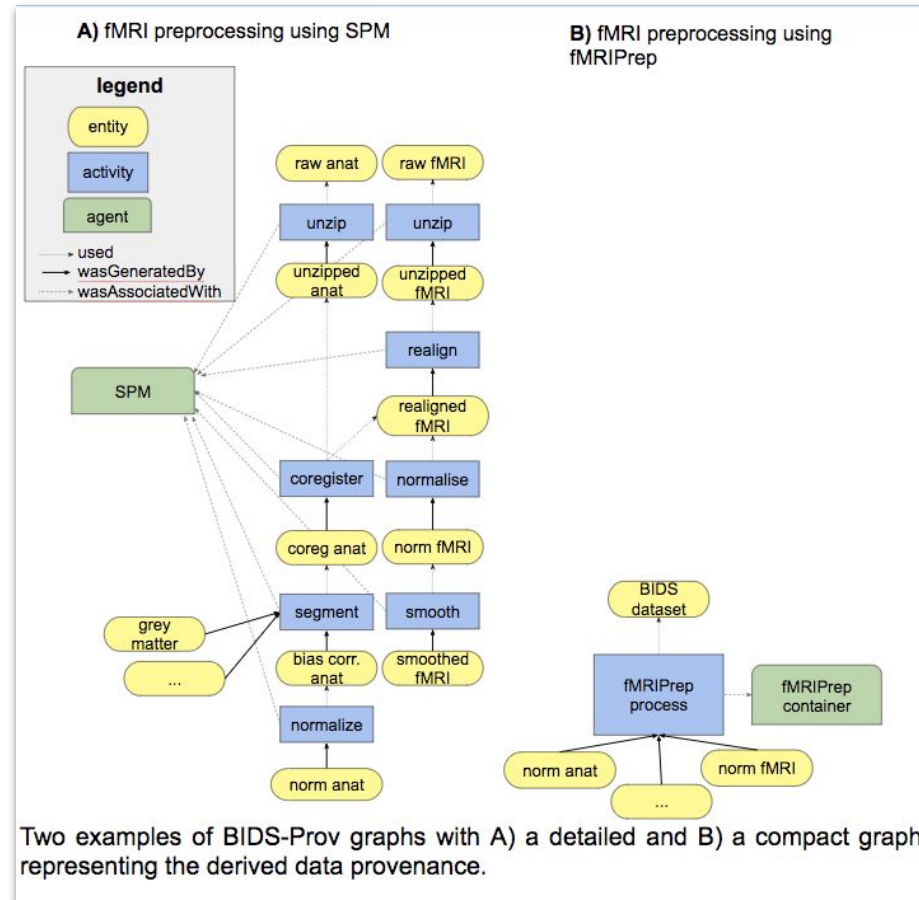 A) fMRI preprocessing using SPM
B) fMRI preprocessing using
fMRIPrep
legend
entity
activity
agent
used
wasGeneratedBy
wasAssociatedWith
raw anat
raw fMRI
unzip
unzip
unzipped
anat
unzipped
fMRI
realign
SPM
realigned
fMRI
coregister
normalise
coreg anat
norm fMRI
segment
smooth
grey
matter
...
bias corr.
anat
smoothed
fMRI
normalize
norm anat
BIDS
dataset
fMRIPrep
process
fMRIPrep
container
norm anat
norm fMRI
...
Two examples of BIDS-Prov graphs with A) a detailed and B) a compact graph
representing the derived data provenance.